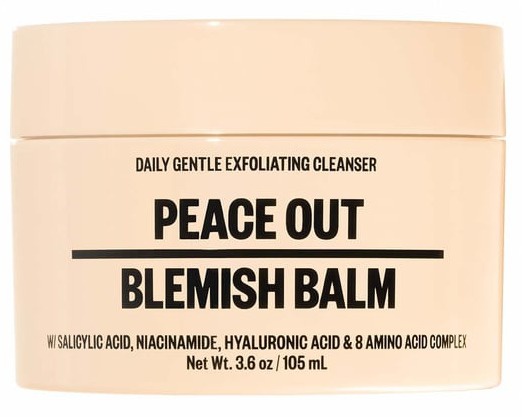 DAILY GENTLE EXFOLIATING CLEANSER
PEACE OUT
BLEMISH BALM
W/ SALICYLIC ACID, NIACINAMIDE, HYALURONIC ACID & 8 AMINO ACID COMPLEX
Net Wt. 3.6 oz / 105 mL